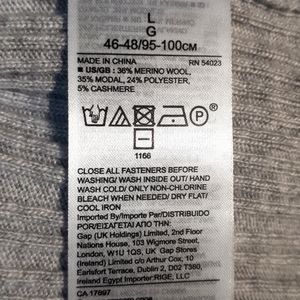 L
G
46-48/95-100CM
MADE IN CHINA RN 54023
■ US/GB: 36% MERINO WOOL,
35% MODAL, 24% POLYESTER,
5% CASHMERE
1166
CLOSE ALL FASTENERS BEFORE
WASHING/ WASH INSIDE OUT/ HAND
WASH COLD/ ONLY NON-CHLORINE
BLEACH WHEN NEEDED/ DRY FLAT/
COOL IRON
Imported By/Importe Par/DISTRIBUIDO
POR/ΕΙΣΑΓΕΤΑΙ ΑΠΟ ΤΗΝ:
Gap (UK Holdings) Limited, 2nd Floor
Nations House, 103 Wigmore Street,
London, W1U 1QS, UK Gap Stores
(Ireland) Limited c/o Arthur Cox, 10
Earlsfort Terrace, Dublin 2, D02 T380,
Ireland Egypt Importer:RIGE, LLC
CA 17897